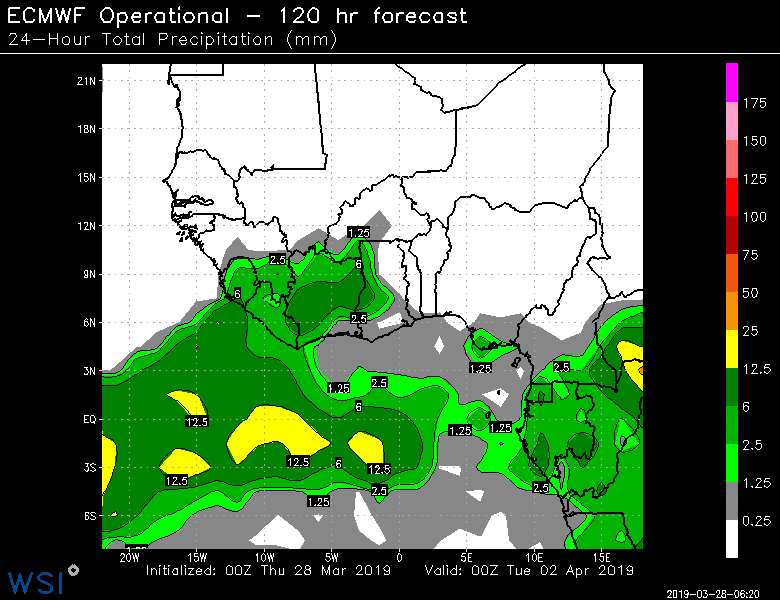 ECMWF Operational – 120 hr forecast
24–Hour Total Precipitation (mm)
21N
18N
15N
12N
9N
6N
3N
EQ
3S
6S
1.25
2.5
6
6
2.5
1.25
1.25
2.5
2.5
6
12.5
1.25
1.25
12.5
6
12.5
12.5
2.5
2.5
1.25
1.25
175
150
125
100
75
50
25
12.5
6
2.5
1.25
0.25
20W 15W 10W 5W 0 5E 10E 15E
Initialized: 00Z Thu 28 Mar 2019 Valid: 00Z Tue 02 Apr 2019
WSI
2019-03-28-06:20